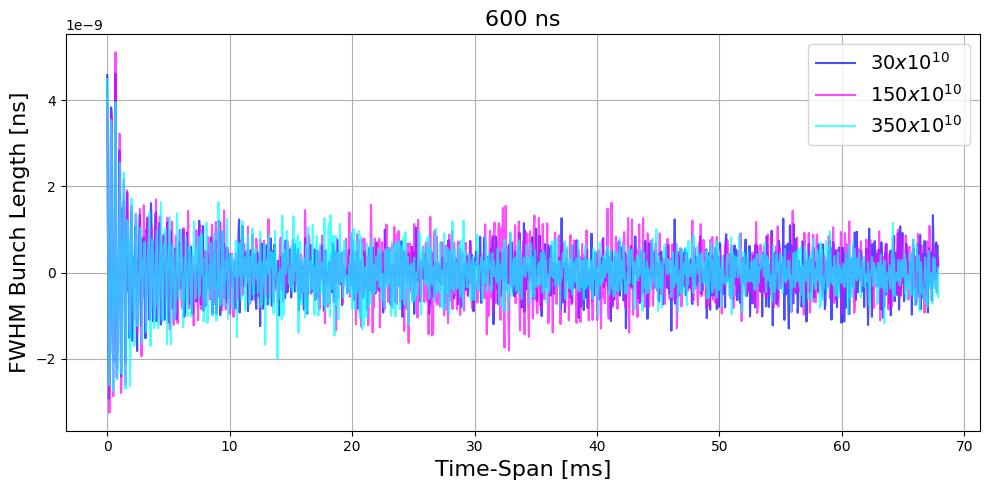 600 ns
1e−9
FWHM Bunch Length [ns]
4
2
0
−2
0 10 20 30 40 50 60 70
Time-Span [ms]
30x10¹⁰
150x10¹⁰
350x10¹⁰